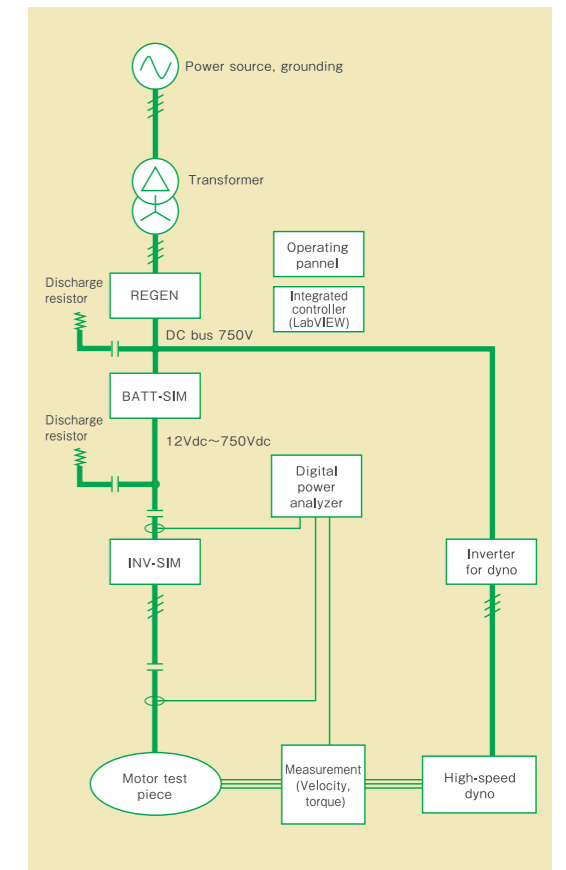 Power source, grounding
Transformer
Operating
pannel
Discharge
resistor
REGEN
Integrated
controller
(LabVIEW)
DC bus 750V
BATT-SIM
Discharge
resistor
12Vdc～750Vdc
Digital
power
analyzer
INV-SIM
Inverter
for dyno
Motor test
piece
Measurement
(Velocity,
torque)
High-speed
dyno